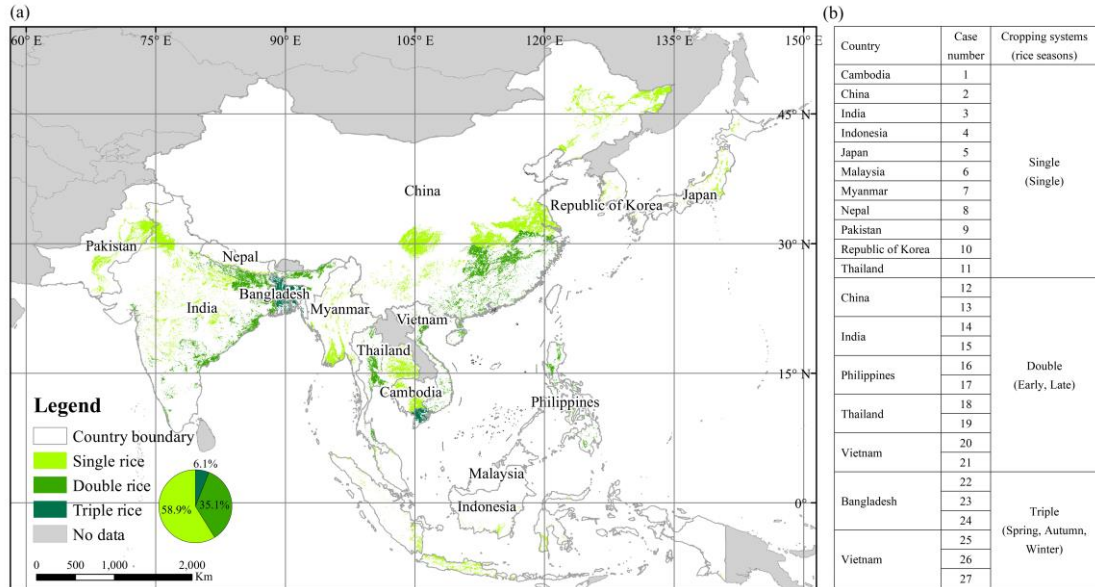 (a)
60° E 75° E 90° E 105° E 120° E 135° E 150° E
45° N
China
Republic of Korea
Japan
30° N
Pakistan
Nepal
Bangladesh
India
Myanmar
Vietnam
Thailand
15° N
Cambodia
Philippines
Malaysia
Indonesia
0°
Legend
Country boundary
Single rice
Double rice
Triple rice
No data
6.1%
58.9%
35.1%
0 500 1,000 2,000
Km
(b)
Country Case number Cropping systems (rice seasons)
Cambodia 1
China 2
India 3
Indonesia 4
Japan 5
Malaysia 6
Myanmar 7
Nepal 8
Pakistan 9
Republic of Korea 10
Thailand 11
Single
(Single)
China 12
13
India 14
15
Philippines 16
17
Thailand 18
19
Vietnam 20
21
Double
(Early, Late)
Bangladesh 22
23
24
Vietnam 25
26
27
Triple
(Spring, Autumn,
Winter)